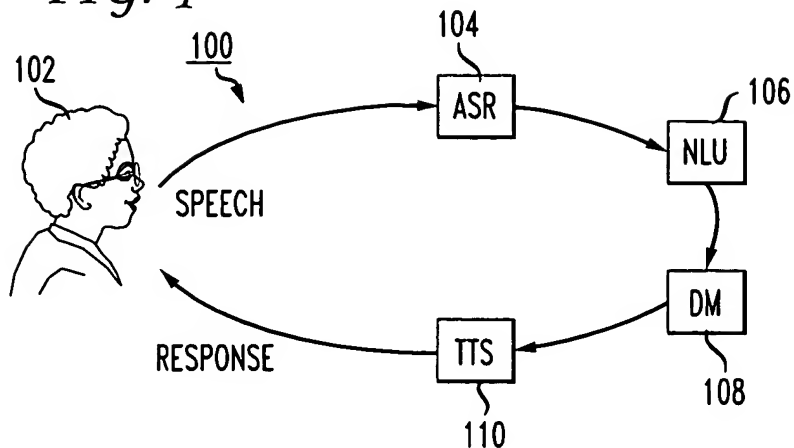 Fig. 1
100
102
104
ASR
106
NLU
SPEECH
DM
108
RESPONSE
TTS
110